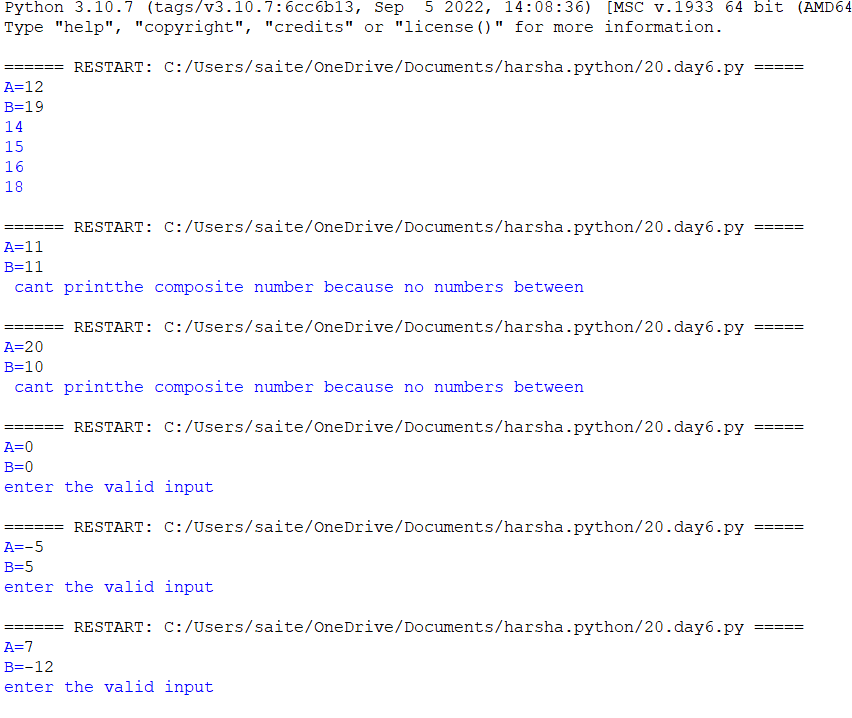 Python 3.10.7 (tags/v3.10.7:6cc6b13, Sep  5 2022, 14:08:36) [MSC v.1933 64 bit (AMD64
Type "help", "copyright", "credits" or "license()" for more information.
====== RESTART: C:/Users/saite/OneDrive/Documents/harsha.python/20.day6.py =====
A=12
B=19
14
15
16
18
====== RESTART: C:/Users/saite/OneDrive/Documents/harsha.python/20.day6.py =====
A=11
B=11
 cant printthe composite number because no numbers between
====== RESTART: C:/Users/saite/OneDrive/Documents/harsha.python/20.day6.py =====
A=20
B=10
 cant printthe composite number because no numbers between
====== RESTART: C:/Users/saite/OneDrive/Documents/harsha.python/20.day6.py =====
A=0
B=0
enter the valid input
====== RESTART: C:/Users/saite/OneDrive/Documents/harsha.python/20.day6.py =====
A=-5
B=5
enter the valid input
====== RESTART: C:/Users/saite/OneDrive/Documents/harsha.python/20.day6.py =====
A=7
B=-12
enter the valid input